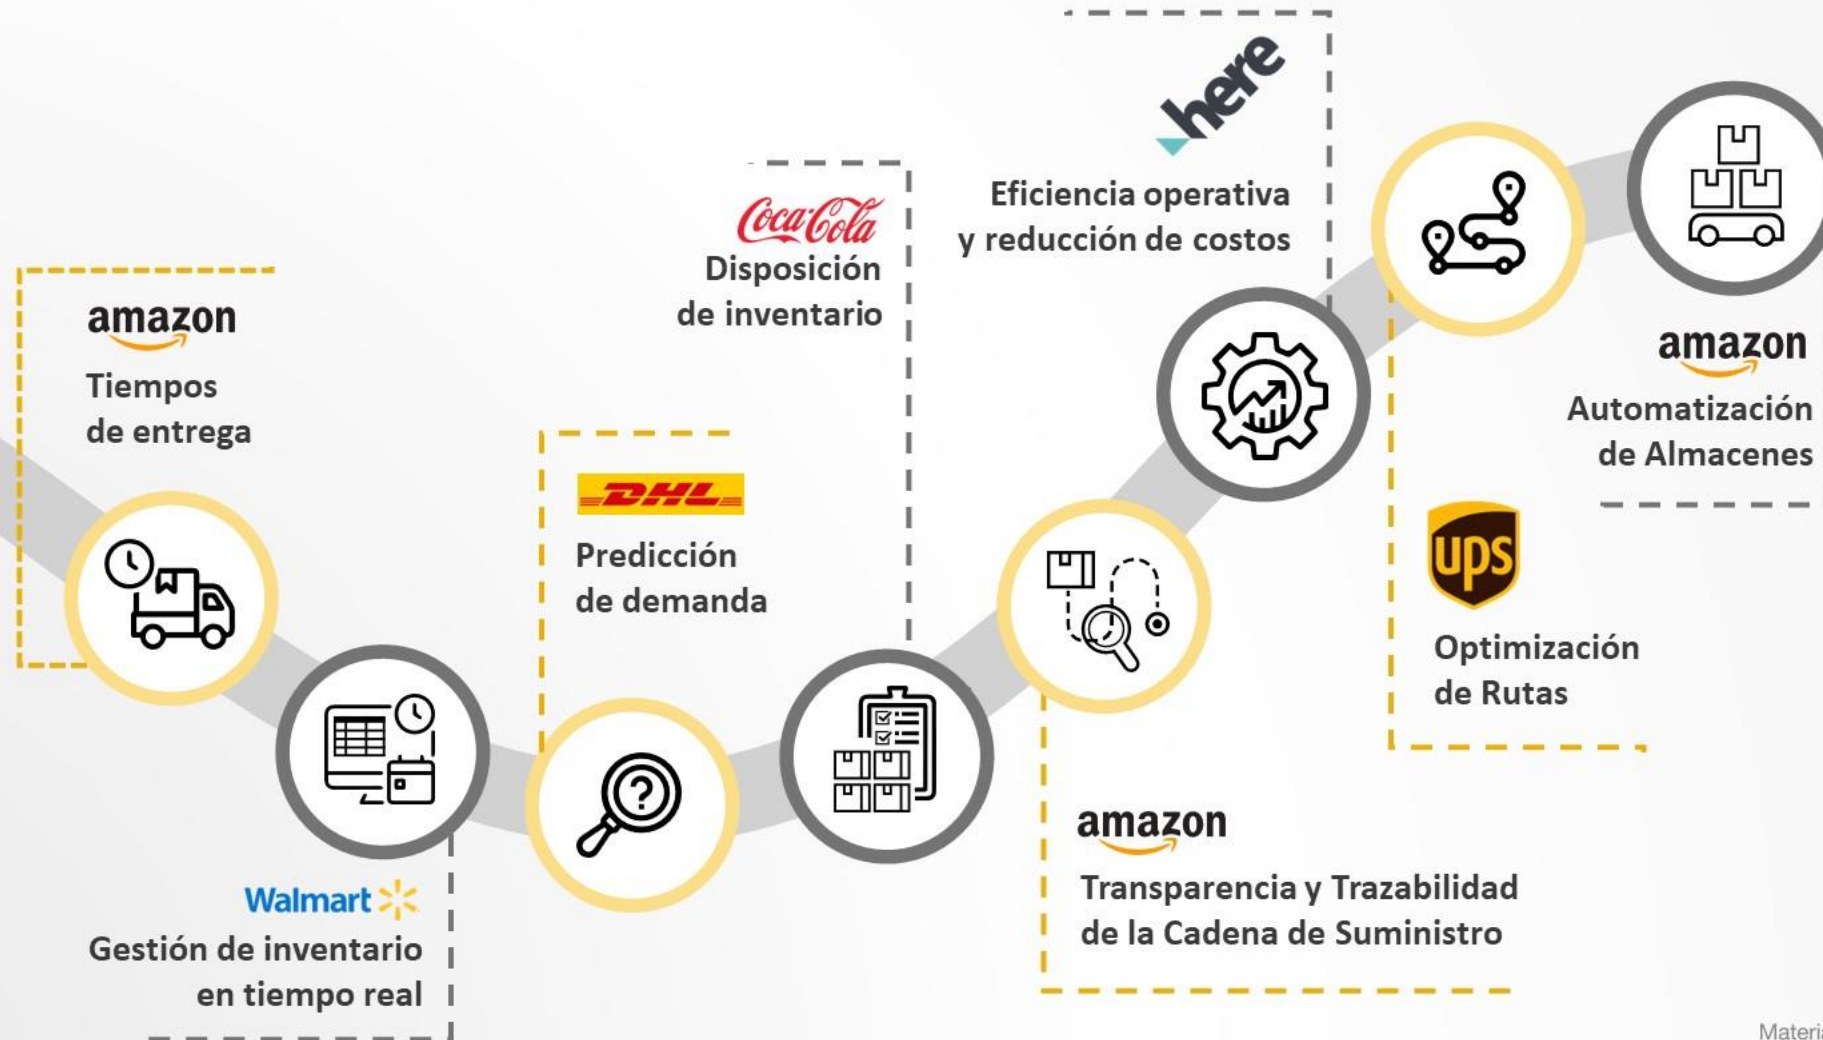 amazon
Tiempos
de entrega
Walmart
Gestión de inventario
en tiempo real
DHL
Predicción
de demanda
Coca-Cola
Disposición
de inventario
amazon
Transparencia y Trazabilidad
de la Cadena de Suministro
here
Eficiencia operativa
y reducción de costos
ups
Optimización
de Rutas
amazon
Automatización
de Almacenes
?